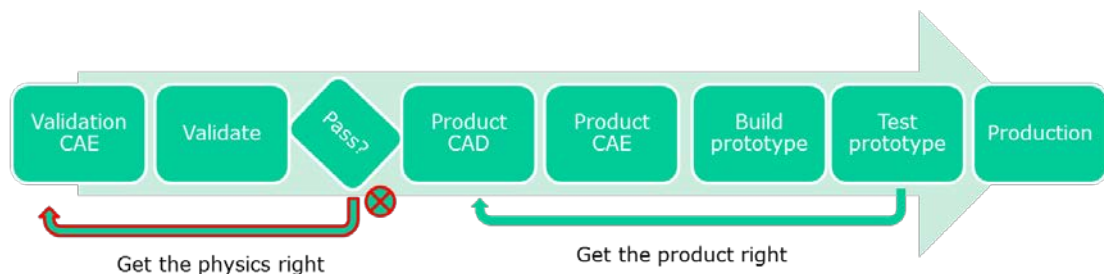 Validation
CAE
Validate
Pass?
Product
CAD
Product
CAE
Build
prototype
Test
prototype
Production
Get the physics right
Get the product right